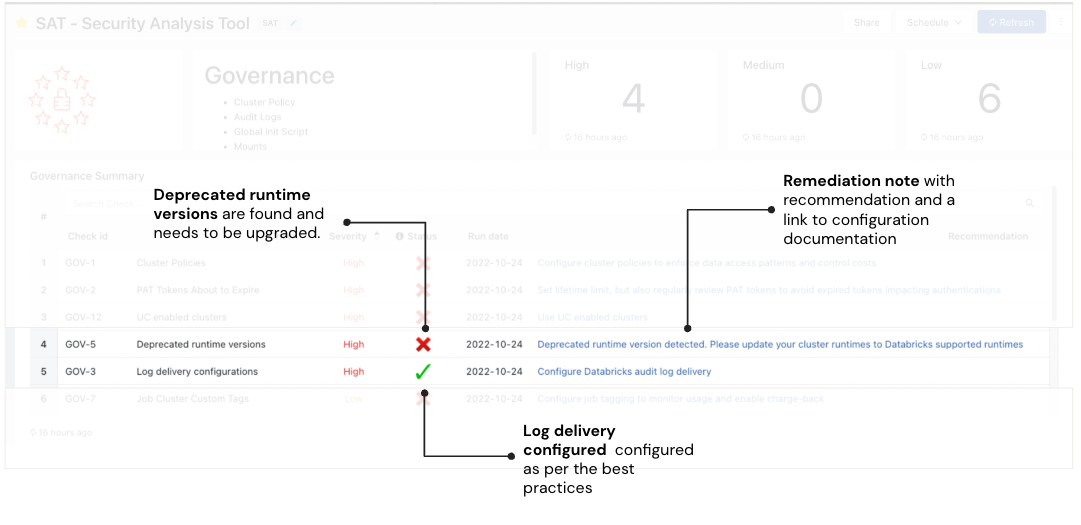 SAT - Security Analysis Tool SAT
Share Schedule Refresh
Governance
• Cluster Policy
• Audit Logs
• Global Init Script
• Mounts
High
4
16 hours ago
Medium
0
16 hours ago
Low
6
16 hours ago
Governance Summary
Search Check
Deprecated runtime
versions are found and
needs to be upgraded.
Remediation note with
recommendation and a
link to configuration
documentation
# Check id Severity Status Run date Recommendation
1 GOV-1 Cluster Policies High ✗ 2022-10-24 Configure cluster policies to enforce data access patterns and control costs
2 GOV-2 PAT Tokens About to Expire High ✗ 2022-10-24 Set lifetime limit, but also regularly review PAT tokens to avoid expired tokens impacting authentications
3 GOV-12 UC enabled clusters High ✗ 2022-10-24 Use UC enabled clusters
4 GOV-5 Deprecated runtime versions High ✗ 2022-10-24 Deprecated runtime version detected. Please update your cluster runtimes to Databricks supported runtimes
5 GOV-3 Log delivery configurations High ✓ 2022-10-24 Configure Databricks audit log delivery
6 GOV-7 Job Cluster Custom Tags Low ✗ 2022-10-24 Configure job tagging to monitor usage and enable charge-back
16 hours ago
Log delivery
configured configured
as per the best
practices